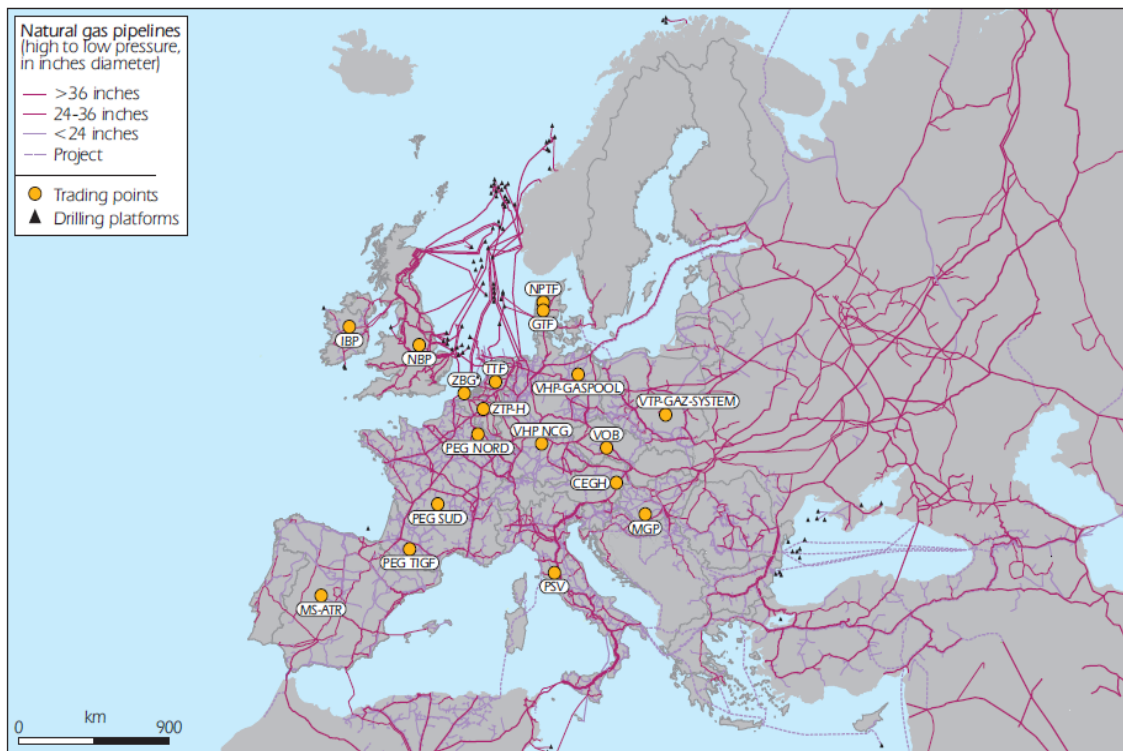 Natural gas pipelines
(high to low pressure,
in inches diameter)
>36 inches
24-36 inches
<24 inches
Project
Trading points
Drilling platforms
NPTF
GTF
IBP
NBP
TTF
ZBG
VHP-GASPOOL
ZTP-H
VTP-GAZ-SYSTEM
VHP NCG
VOB
PEG NORD
CEGH
PEG SUD
MGP
PEG TIGF
PSV
MS-ATR
0 km 900